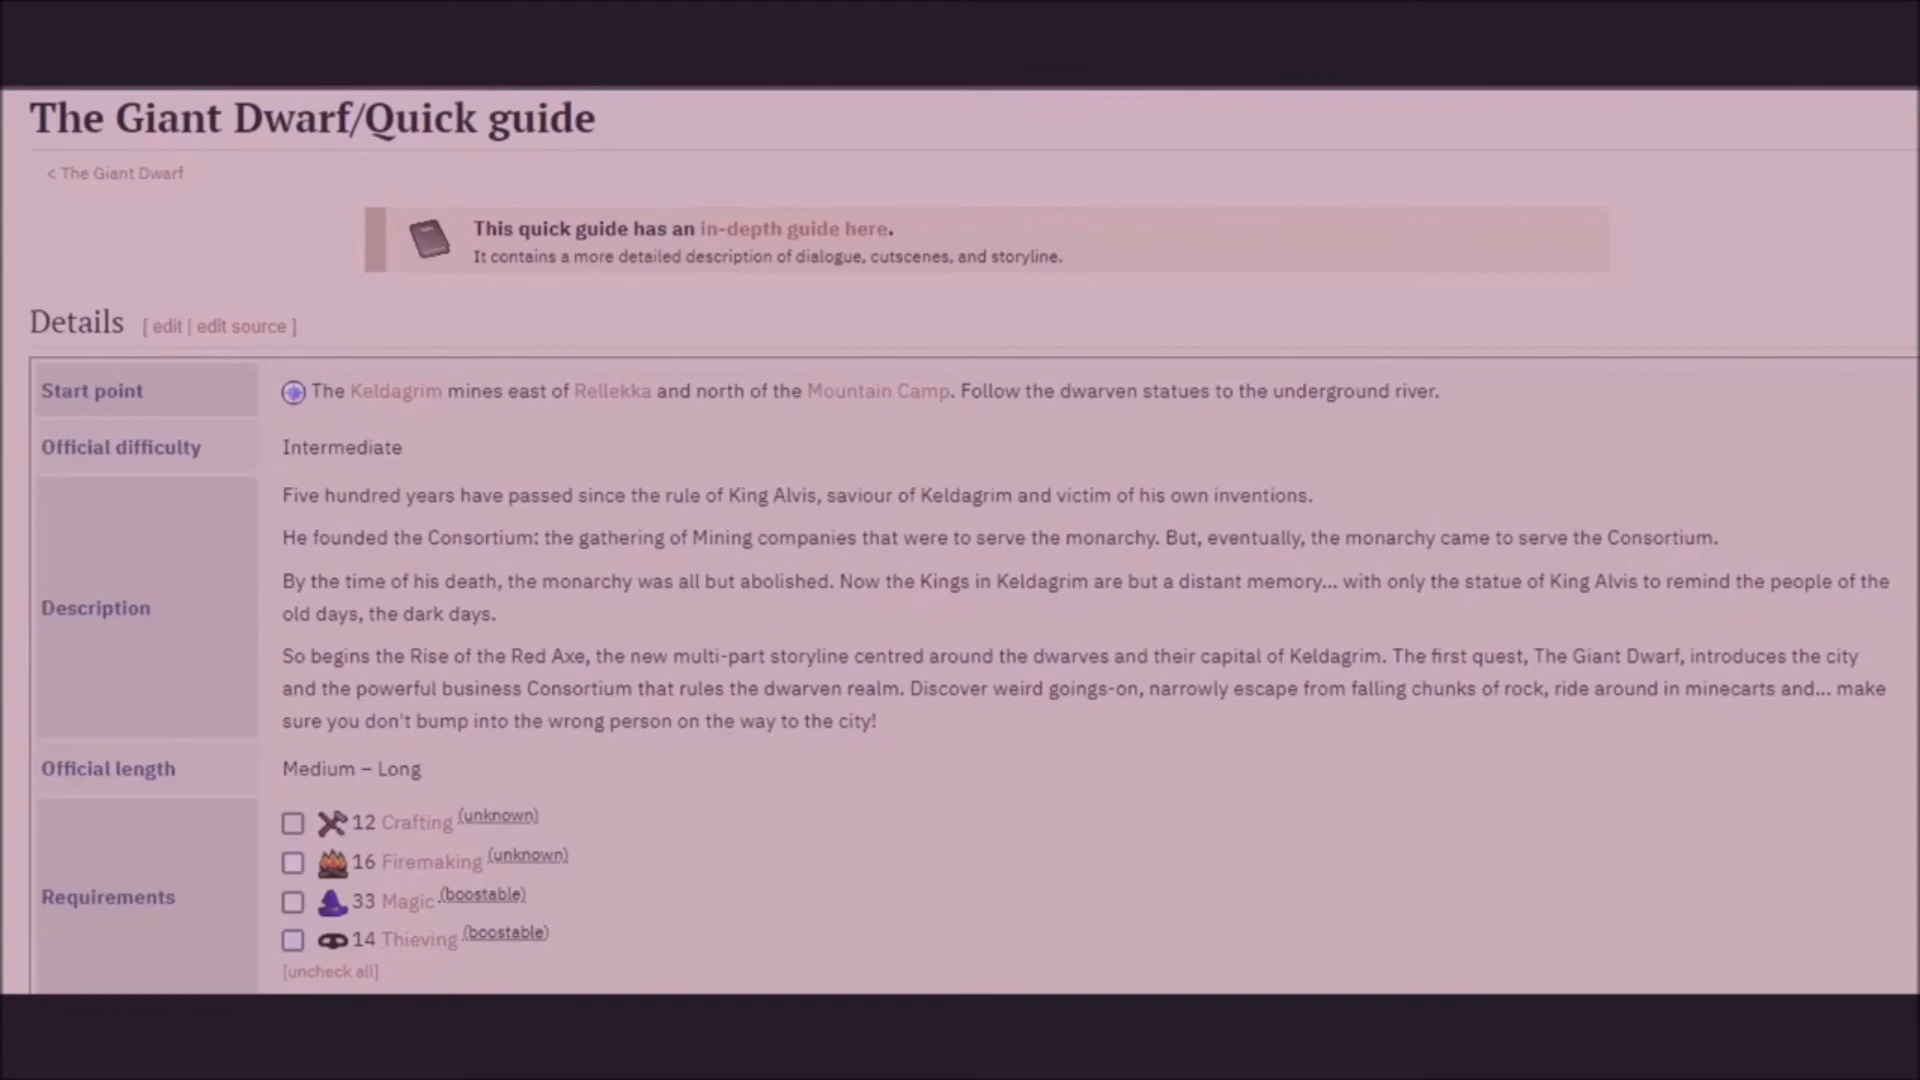 The Giant Dwarf/Quick guide
< The Giant Dwarf
This quick guide has an in-depth guide here.
It contains a more detailed description of dialogue, cutscenes, and storyline.
Details [ edit | edit source ]
Start point
The Keldagrim mines east of Rellekka and north of the Mountain Camp. Follow the dwarven statues to the underground river.
Official difficulty
Intermediate
Description
Five hundred years have passed since the rule of King Alvis, saviour of Keldagrim and victim of his own inventions.
He founded the Consortium: the gathering of Mining companies that were to serve the monarchy. But, eventually, the monarchy came to serve the Consortium.
By the time of his death, the monarchy was all but abolished. Now the Kings in Keldagrim are but a distant memory... with only the statue of King Alvis to remind the people of the
old days, the dark days.
So begins the Rise of the Red Axe, the new multi-part storyline centred around the dwarves and their capital of Keldagrim. The first quest, The Giant Dwarf, introduces the city
and the powerful business Consortium that rules the dwarven realm. Discover weird goings-on, narrowly escape from falling chunks of rock, ride around in minecarts and... make
sure you don't bump into the wrong person on the way to the city!
Official length
Medium – Long
Requirements
12 Crafting (unknown)
16 Firemaking (unknown)
33 Magic (boostable)
14 Thieving (boostable)
[uncheck all]